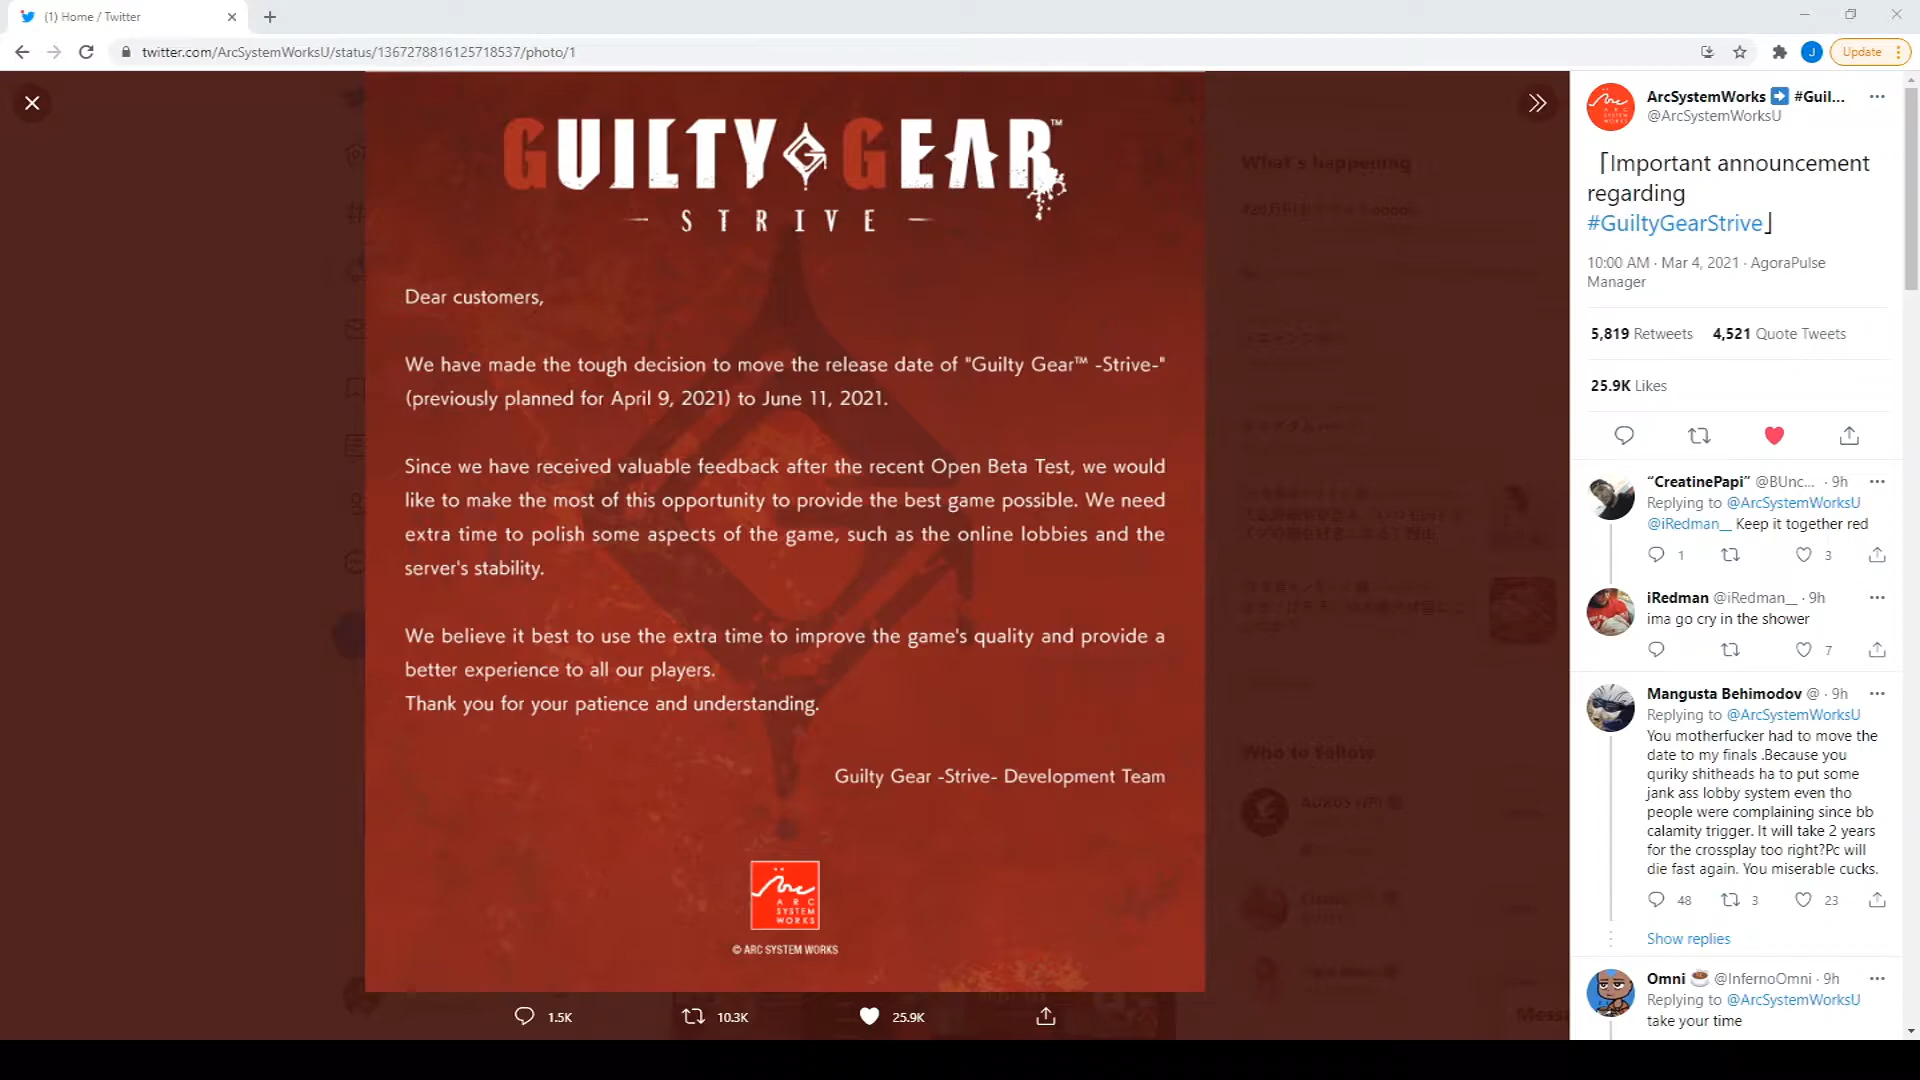 (1) Home / Twitter
twitter.com/ArcSystemWorksU/status/1367278816125718537/photo/1
J
Update
GUILTY GEAR™
- STRIVE -
Dear customers,
We have made the tough decision to move the release date of "Guilty Gear™ -Strive-"
(previously planned for April 9, 2021) to June 11, 2021.
Since we have received valuable feedback after the recent Open Beta Test, we would
like to make the most of this opportunity to provide the best game possible. We need
extra time to polish some aspects of the game, such as the online lobbies and the
server's stability.
We believe it best to use the extra time to improve the game's quality and provide a
better experience to all our players.
Thank you for your patience and understanding.
Guilty Gear -Strive- Development Team
Arc
ARC
SYSTEM
WORKS
© ARC SYSTEM WORKS
1.5K
10.3K
25.9K
What's happening
Who to follow
ArcSystemWorks ➡ #Guil...
@ArcSystemWorksU
「Important announcement
regarding
#GuiltyGearStrive」
10:00 AM · Mar 4, 2021 · AgoraPulse
Manager
5,819 Retweets 4,521 Quote Tweets
25.9K Likes
“CreatinePapi” @BUnc... · 9h
Replying to @ArcSystemWorksU
@iRedman__ Keep it together red
1
3
iRedman @iRedman__ · 9h
ima go cry in the shower
7
Mangusta Behimodov @ · 9h
Replying to @ArcSystemWorksU
You motherfucker had to move the
date to my finals .Because you
quriky shitheads ha to put some
jank ass lobby system even tho
people were complaining since bb
calamity trigger. It will take 2 years
for the crossplay too right?Pc will
die fast again. You miserable cucks.
48
3
23
Show replies
Omni ☕ @InfernoOmni · 9h
Replying to @ArcSystemWorksU
take your time